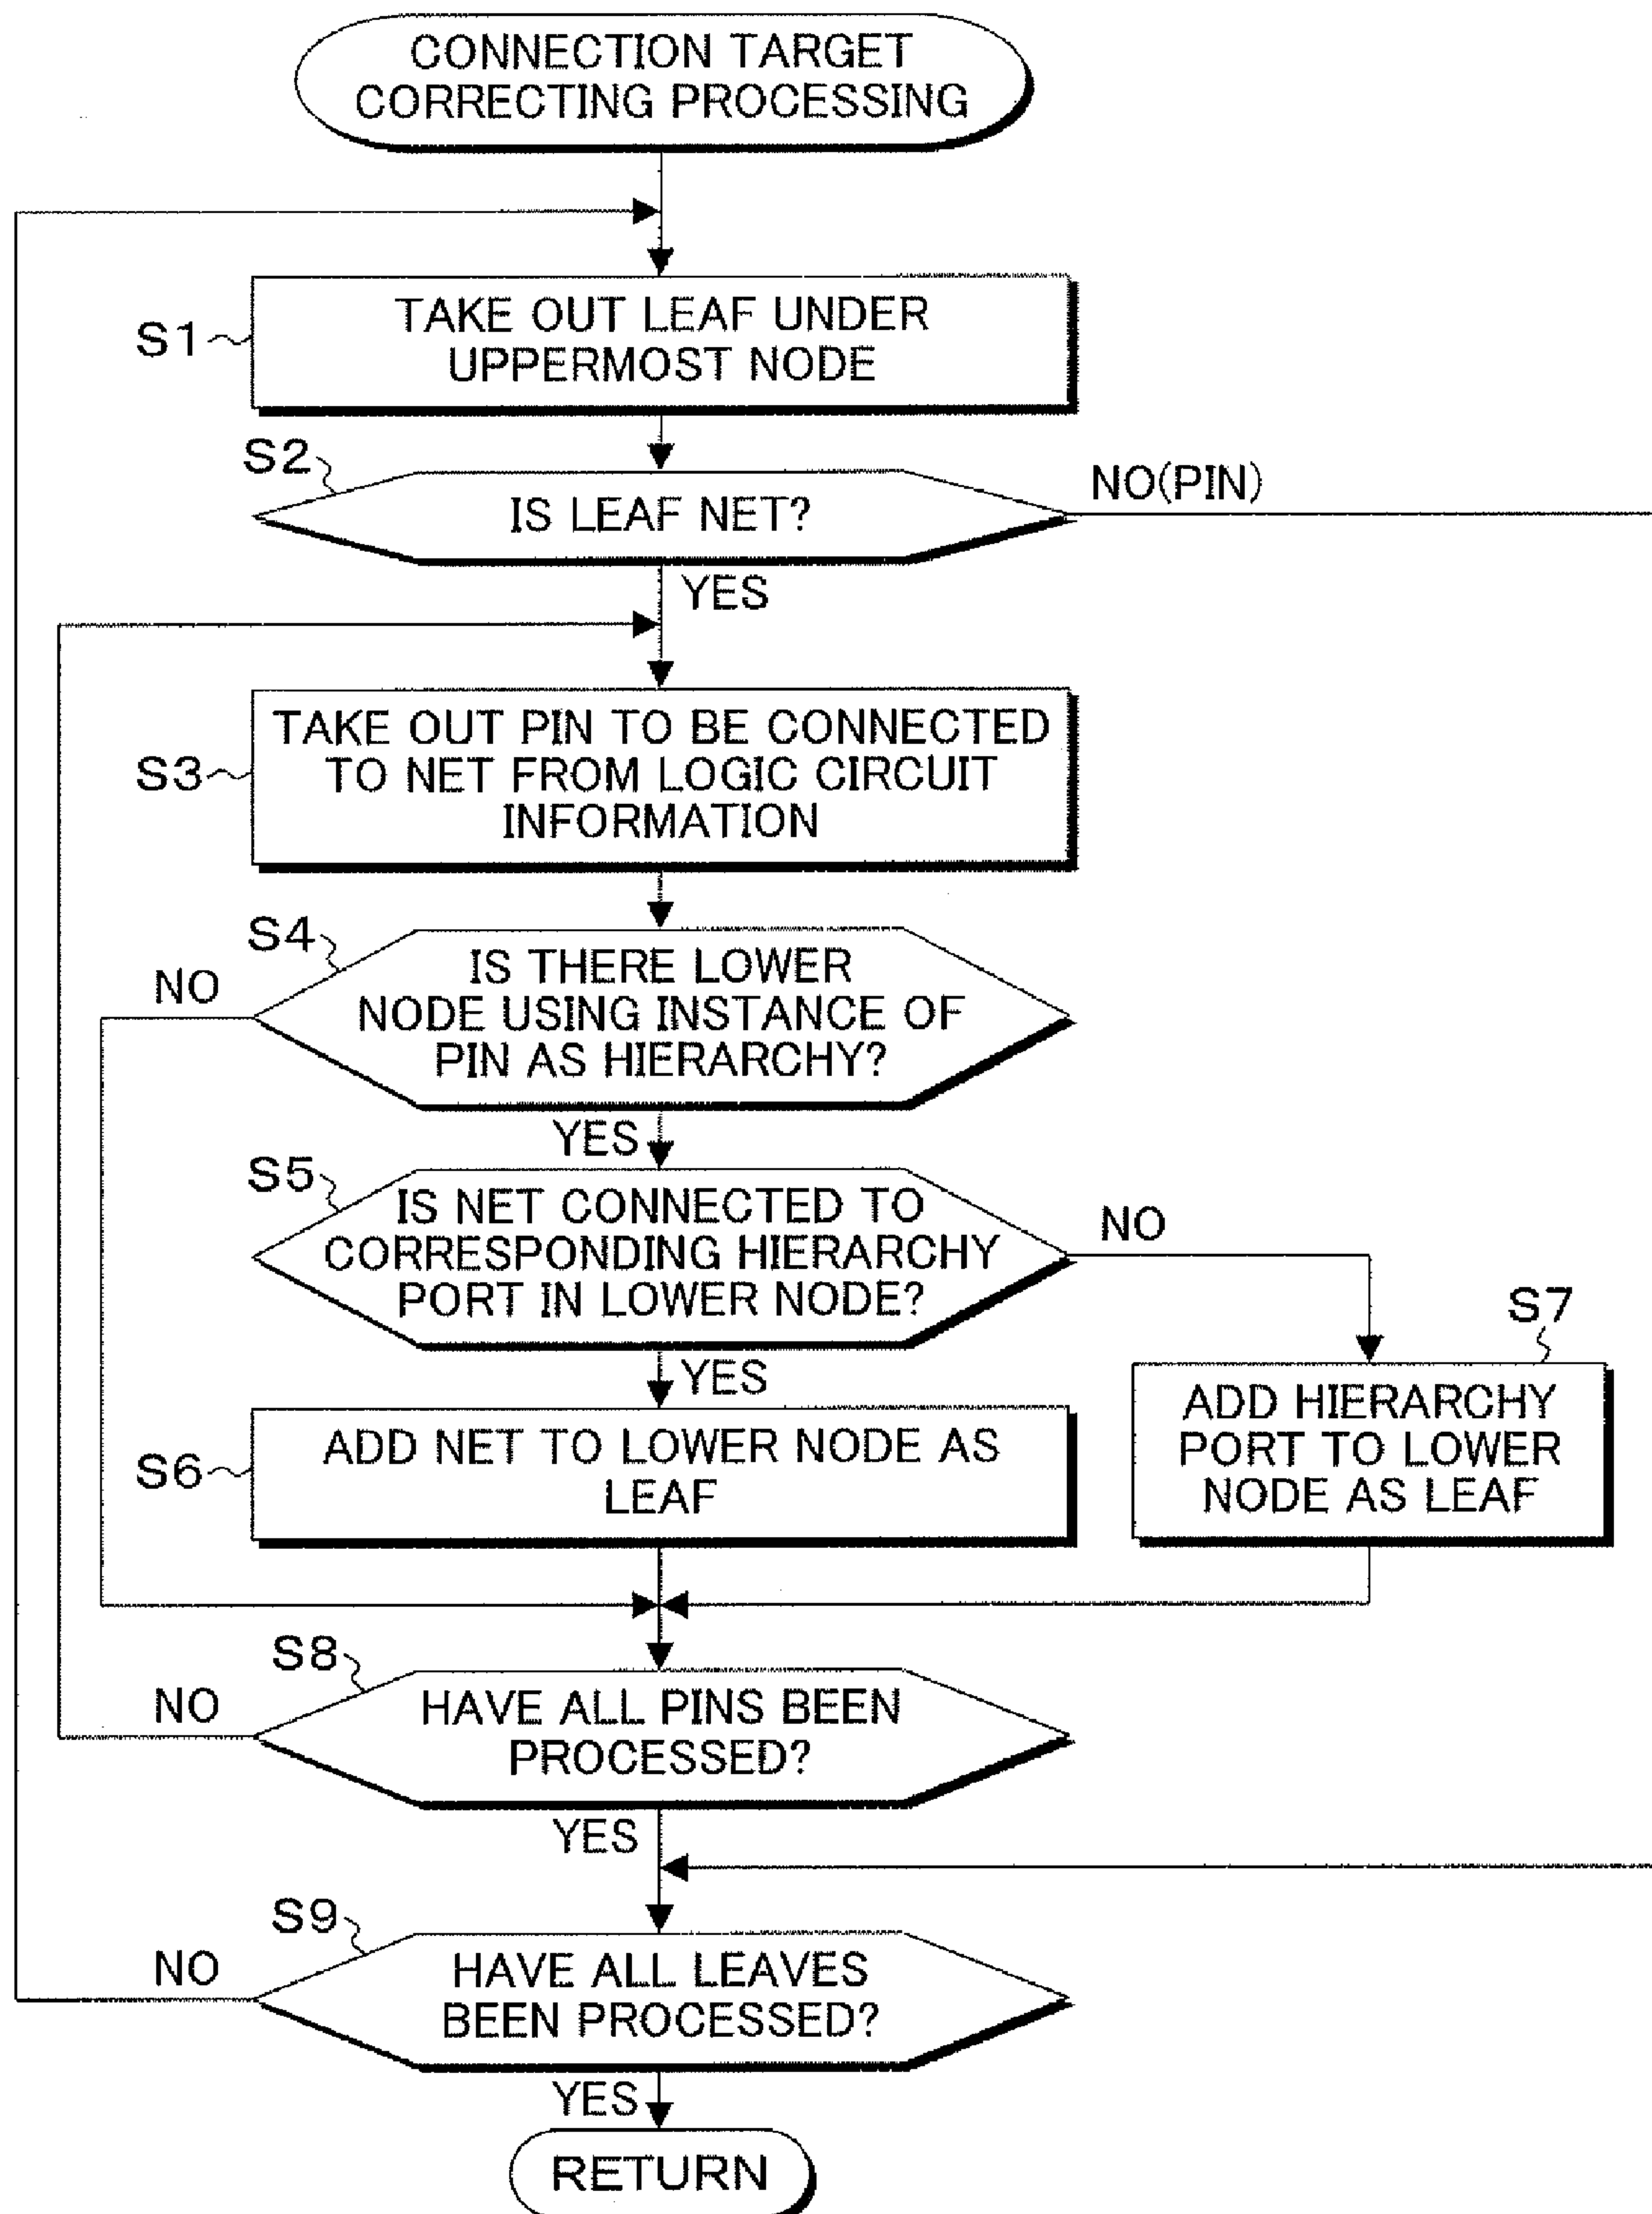 CONNECTION TARGET
CORRECTING PROCESSING
S1
TAKE OUT LEAF UNDER
UPPERMOST NODE
S2
IS LEAF NET?
NO(PIN)
YES
S3
TAKE OUT PIN TO BE CONNECTED
TO NET FROM LOGIC CIRCUIT
INFORMATION
S4
NO
IS THERE LOWER
NODE USING INSTANCE OF
PIN AS HIERARCHY?
YES
S5
IS NET CONNECTED TO
CORRESPONDING HIERARCHY
PORT IN LOWER NODE?
NO
YES
S6
ADD NET TO LOWER NODE AS
LEAF
S7
ADD HIERARCHY
PORT TO LOWER
NODE AS LEAF
S8
NO
HAVE ALL PINS BEEN
PROCESSED?
YES
S9
NO
HAVE ALL LEAVES
BEEN PROCESSED?
YES
RETURN